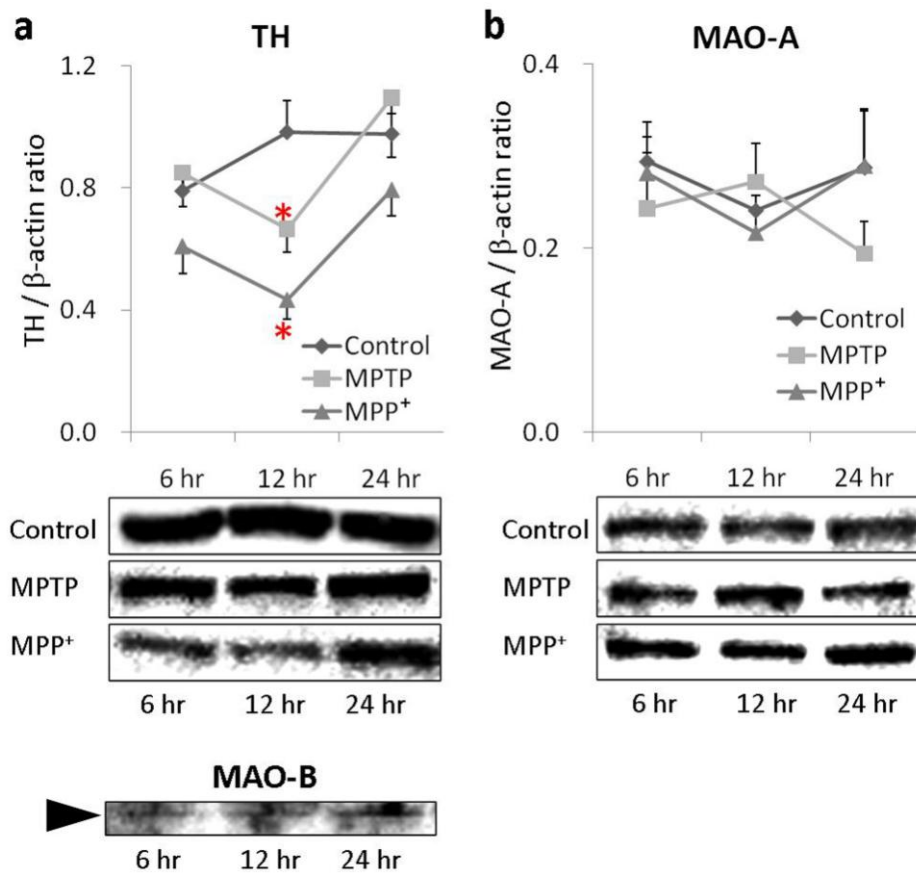 a
TH
1.2
0.8
0.4
0.0
TH / β-actin ratio
*
*
Control
MPTP
MPP⁺
6 hr 12 hr 24 hr
Control
MPTP
MPP⁺
6 hr 12 hr 24 hr
MAO-B
6 hr 12 hr 24 hr
b
MAO-A
0.4
0.2
0.0
MAO-A / β-actin ratio
Control
MPTP
MPP⁺
6 hr 12 hr 24 hr
Control
MPTP
MPP⁺
6 hr 12 hr 24 hr